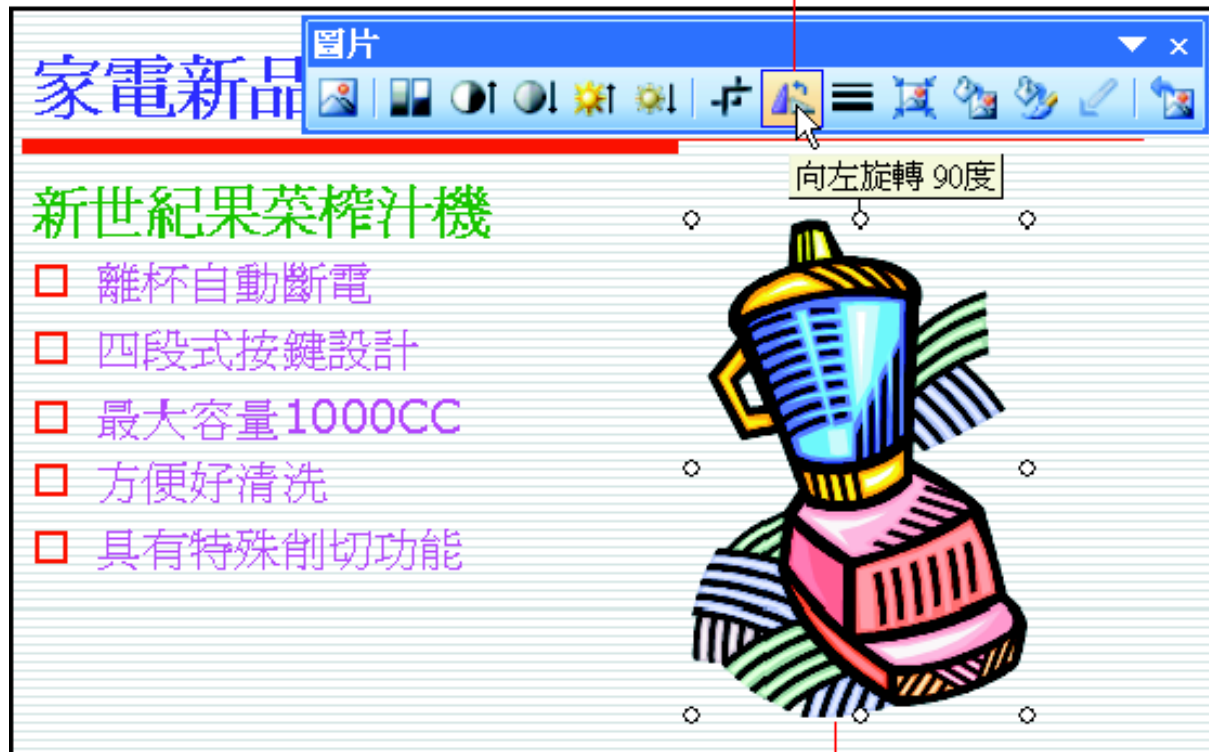 圖片
家電新品
向左旋轉 90度
新世紀果菜榨汁機
離杯自動斷電
四段式按鍵設計
最大容量1000CC
方便好清洗
具有特殊削切功能